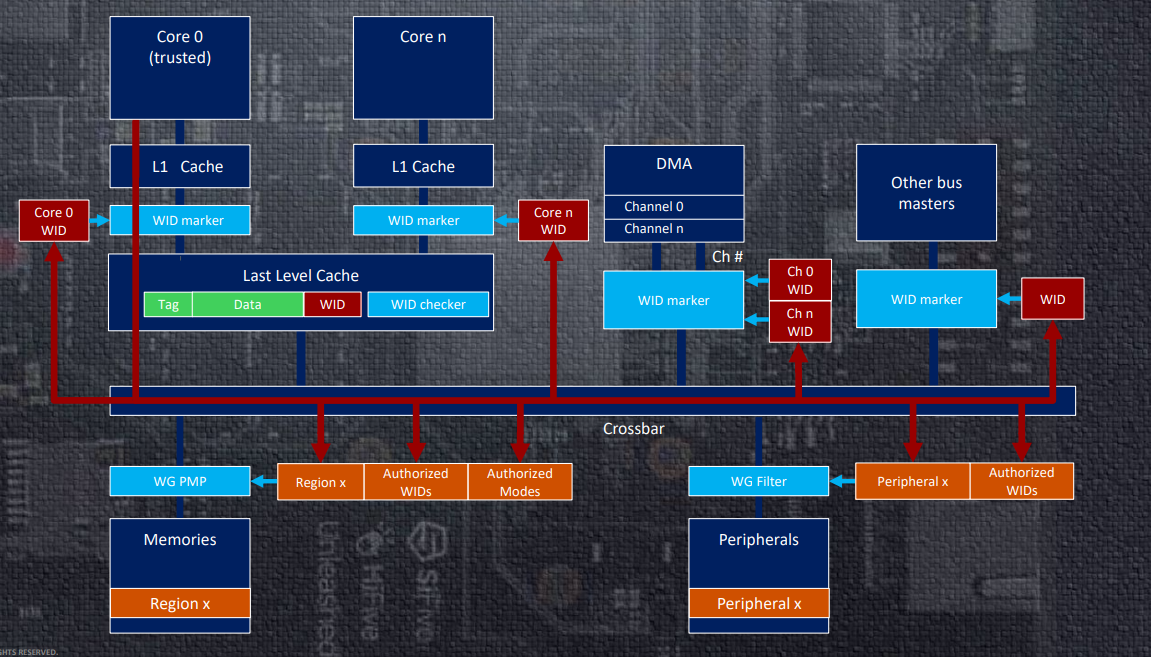 Core 0
(trusted)
Core n
L1 Cache
L1 Cache
DMA
Channel 0
Channel n
Other bus
masters
Core 0
WID
WID marker
WID marker
Core n
WID
Ch #
WID marker
Ch 0
WID
Ch n
WID
WID marker
WID
Last Level Cache
Tag
Data
WID
WID checker
Crossbar
WG PMP
Region x
Authorized
WIDs
Authorized
Modes
WG Filter
Peripheral x
Authorized
WIDs
Memories
Region x
Peripherals
Peripheral x
SiFive
HiFive
Unleashed
GHTS RESERVED.